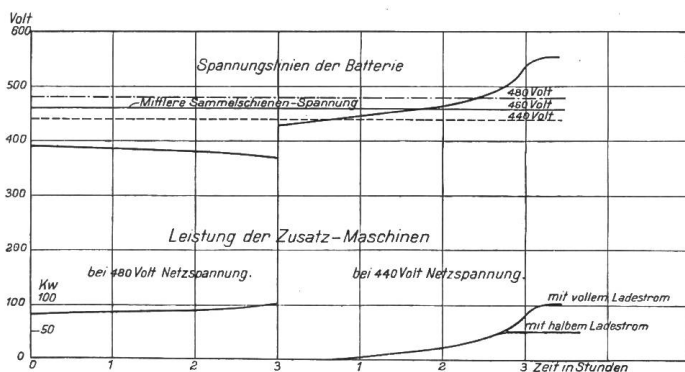 Volt
600
Spannungslinien der Batterie
500
480 Volt
Mittlere Sammelschienen-Spannung
460 Volt
440 Volt
400
300
200
Leistung der Zusatz-Maschinen
bei 480 Volt Netzspannung.
bei 440 Volt Netzspannung.
Kw
100
100
mit vollem Ladestrom
50
mit halbem Ladestrom
0
0
1
2
3
1
2
3
Zeit in Stunden